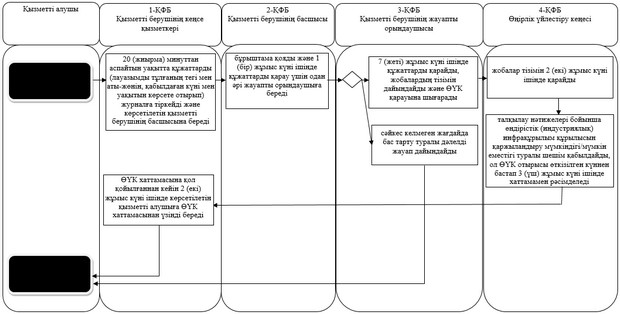 Қызметті алушы
1-ҚФБ
Қызметті берушінің кеңсе
қызметкері
2-ҚФБ
Қызметті берушінің басшысы
3-ҚФБ
Қызметті берушінің жауапты
орындаушысы
4-ҚФБ
Өңірлік үйлестіру кеңесі
20 (жиырма) минуттан
аспайтын уақытта құжаттарды
(лауазымды тұлғаның тегі мен
аты-жөнін, қабылдаған күні мен
уақытын көрсете отырып)
журналға тіркейді және
көрсетілетін қызметті
берушінің басшысына береді
бұрыштама қояды және 1
(бір) жұмыс күні ішінде
құжаттарды қарау үшін одан
әрі жауапты орындаушыға
береді
7 (жеті) жұмыс күні ішінде
құжаттарды қарайды,
жобалардың тізімін
дайындайды және ӨҮК
қарауына шығарады
сәйкес келмеген жағдайда
бас тарту туралы дәлелді
жауап дайындайды
жобалар тізімін 2 (екі) жұмыс күні
ішінде қарайды
талқылау нәтижелері бойынша
өндірістік (индустриялық)
инфрақұрылым құрылысын
қаржыландыру мүмкіндігі/мүмкін
еместігі туралы шешім қабылдайды,
ол ӨҮК отырысы өткізілген күннен
бастап 3 (үш) жұмыс күні ішінде
хаттамамен рәсімделеді
ӨҮК хаттамасына қол
қойылғаннан кейін 2 (екі)
жұмыс күні ішінде көрсетілетін
қызметті алушыға ӨҮК
хаттамасынан үзінді береді